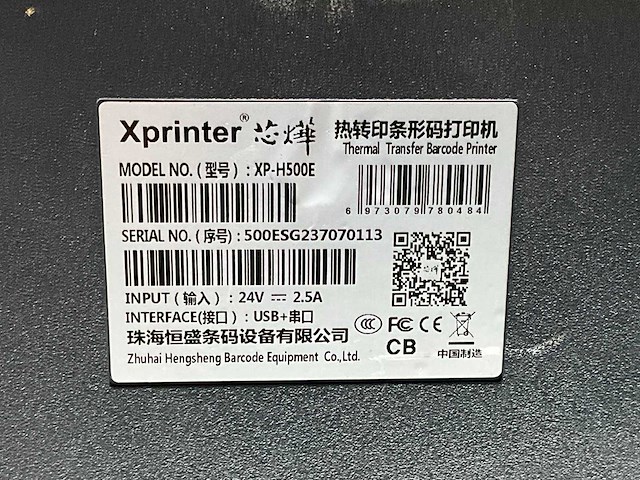 Xprinter® 芯烨
热转印条形码打印机
Thermal Transfer Barcode Printer
MODEL NO.(型号):XP-H500E
6 973079 780484
SERIAL NO.(序号):500ESG237070113
INPUT(输入):24V ⎓ 2.5A
INTERFACE(接口):USB+串口
珠海恒盛条码设备有限公司
Zhuhai Hengsheng Barcode Equipment Co.,Ltd.
CCC FC CE
CB
中国制造